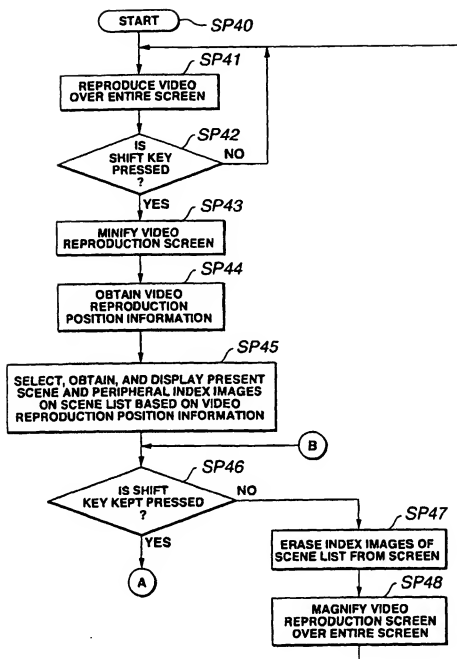 START
SP40
SP41
REPRODUCE VIDEO
OVER ENTIRE SCREEN
SP42
IS
SHIFT KEY
PRESSED
?
NO
YES
SP43
MINIFY VIDEO
REPRODUCTION SCREEN
SP44
OBTAIN VIDEO
REPRODUCTION
POSITION INFORMATION
SP45
SELECT, OBTAIN, AND DISPLAY PRESENT
SCENE AND PERIPHERAL INDEX IMAGES
ON SCENE LIST BASED ON VIDEO
REPRODUCTION POSITION INFORMATION
B
SP46
IS SHIFT
KEY KEPT PRESSED
?
NO
YES
A
SP47
ERASE INDEX IMAGES OF
SCENE LIST FROM SCREEN
SP48
MAGNIFY VIDEO
REPRODUCTION SCREEN
OVER ENTIRE SCREEN